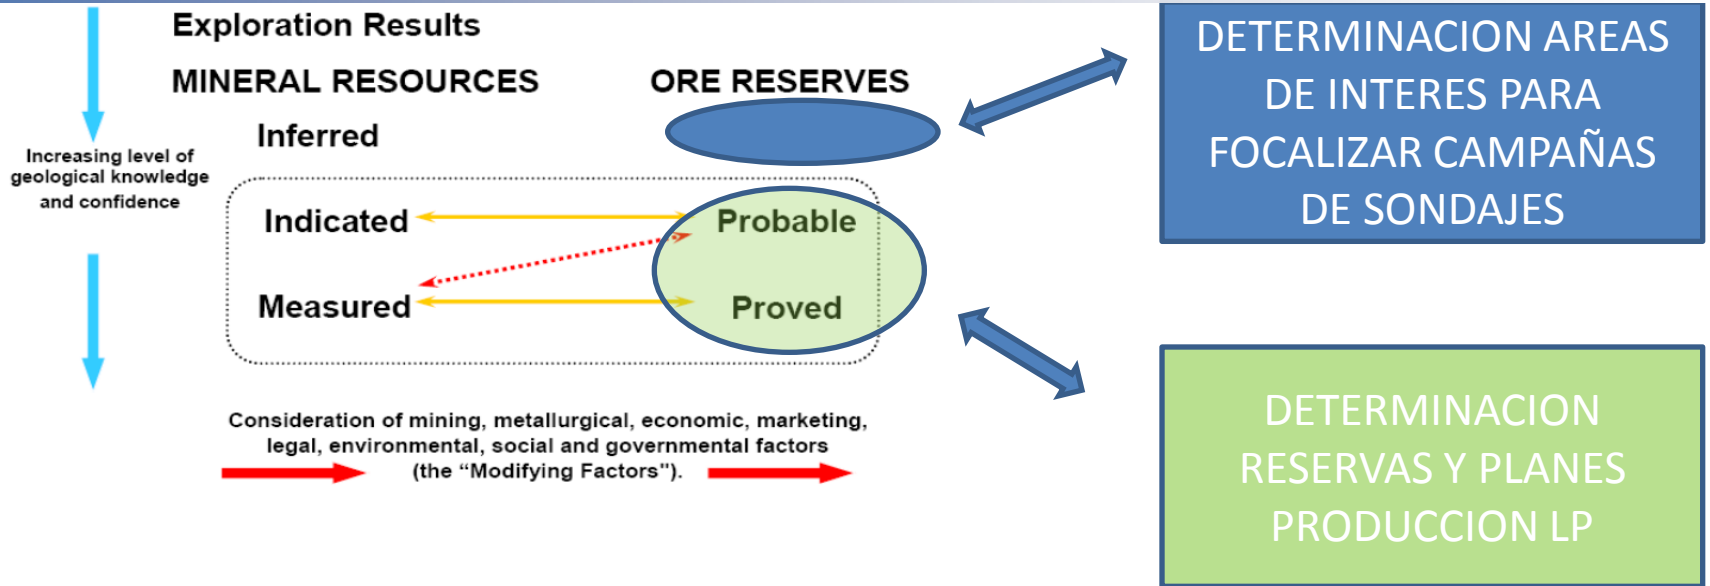 Exploration Results
MINERAL RESOURCES
ORE RESERVES
Inferred
Increasing level of
geological knowledge
and confidence
Indicated
Probable
Measured
Proved
Consideration of mining, metallurgical, economic, marketing,
legal, environmental, social and governmental factors
(the “Modifying Factors").
DETERMINACION AREAS
DE INTERES PARA
FOCALIZAR CAMPAÑAS
DE SONDAJES
DETERMINACION
RESERVAS Y PLANES
PRODUCCION LP